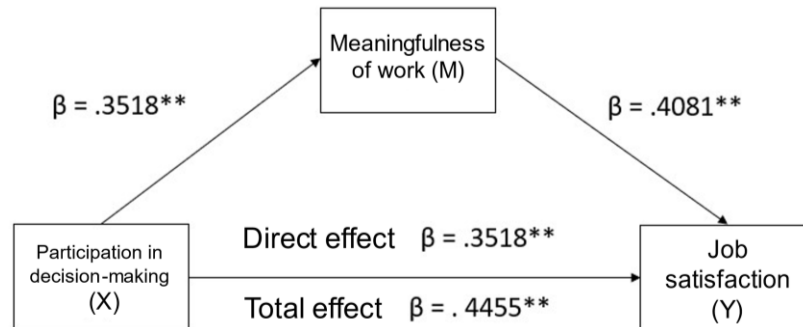 Meaningfulness
of work (M)
β = .3518**
β = .4081**
Participation in
decision-making
(X)
Direct effect β = .3518**
Total effect β = . 4455**
Job
satisfaction
(Y)